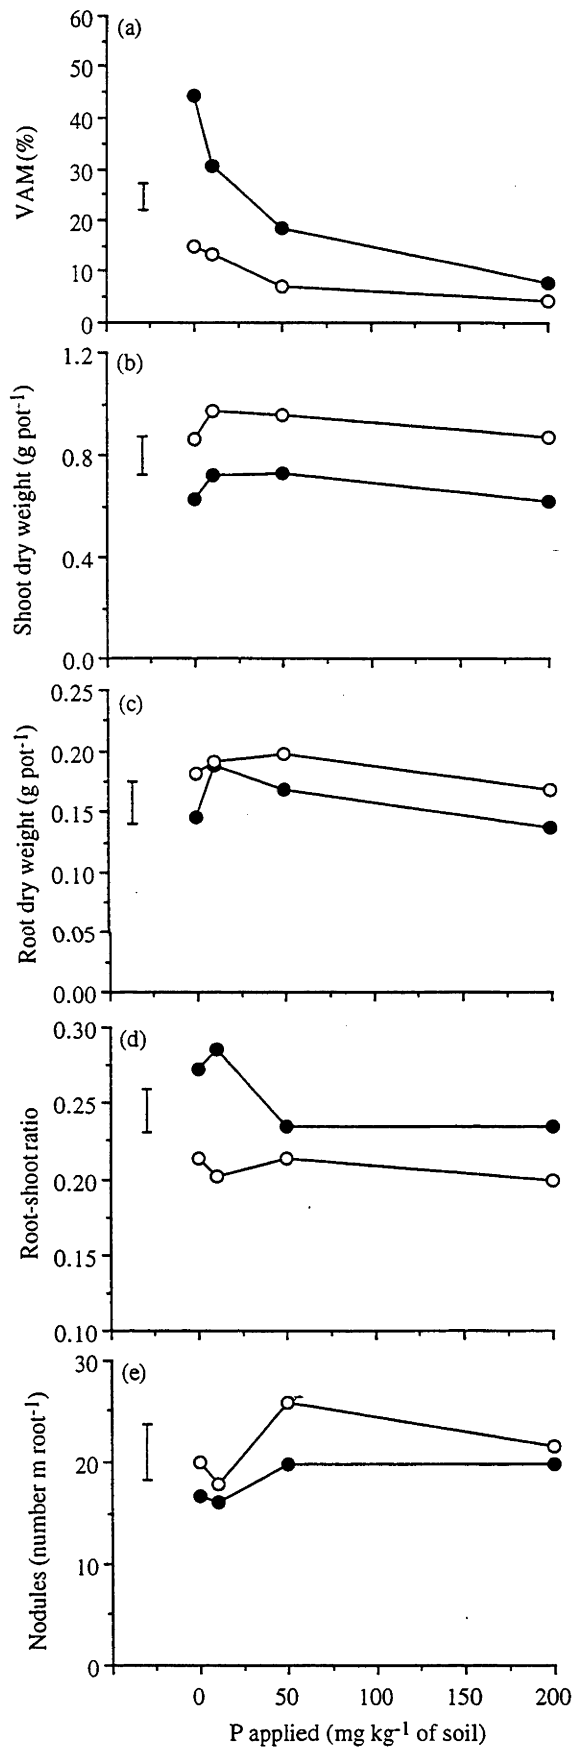 (a)
60
50
40
30
20
10
0
VAM (%)
(b)
1.2
0.8
0.4
0.0
Shoot dry weight (g pot-1)
(c)
0.25
0.20
0.15
0.10
0.05
0.00
Root dry weight (g pot-1)
(d)
0.30
0.25
0.20
0.15
0.10
Root-shoot ratio
(e)
30
20
10
0
Nodules (number m root-1)
0 50 100 150 200
P applied (mg kg-1 of soil)